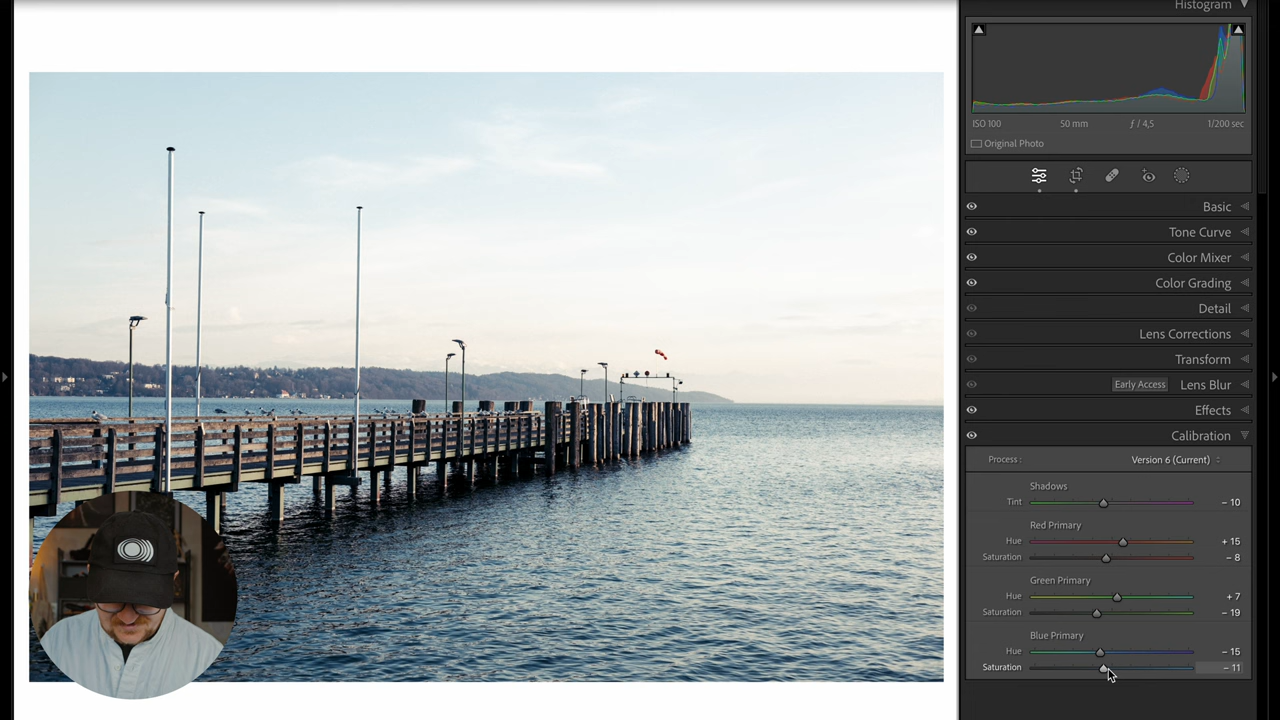 Histogram
ISO 100 50 mm ƒ / 4,5 1/200 sec
Original Photo
Basic
Tone Curve
Color Mixer
Color Grading
Detail
Lens Corrections
Transform
Early Access Lens Blur
Effects
Calibration
Process : Version 6 (Current)
Shadows
Tint – 10
Red Primary
Hue + 15
Saturation – 8
Green Primary
Hue + 7
Saturation – 19
Blue Primary
Hue – 15
Saturation – 11